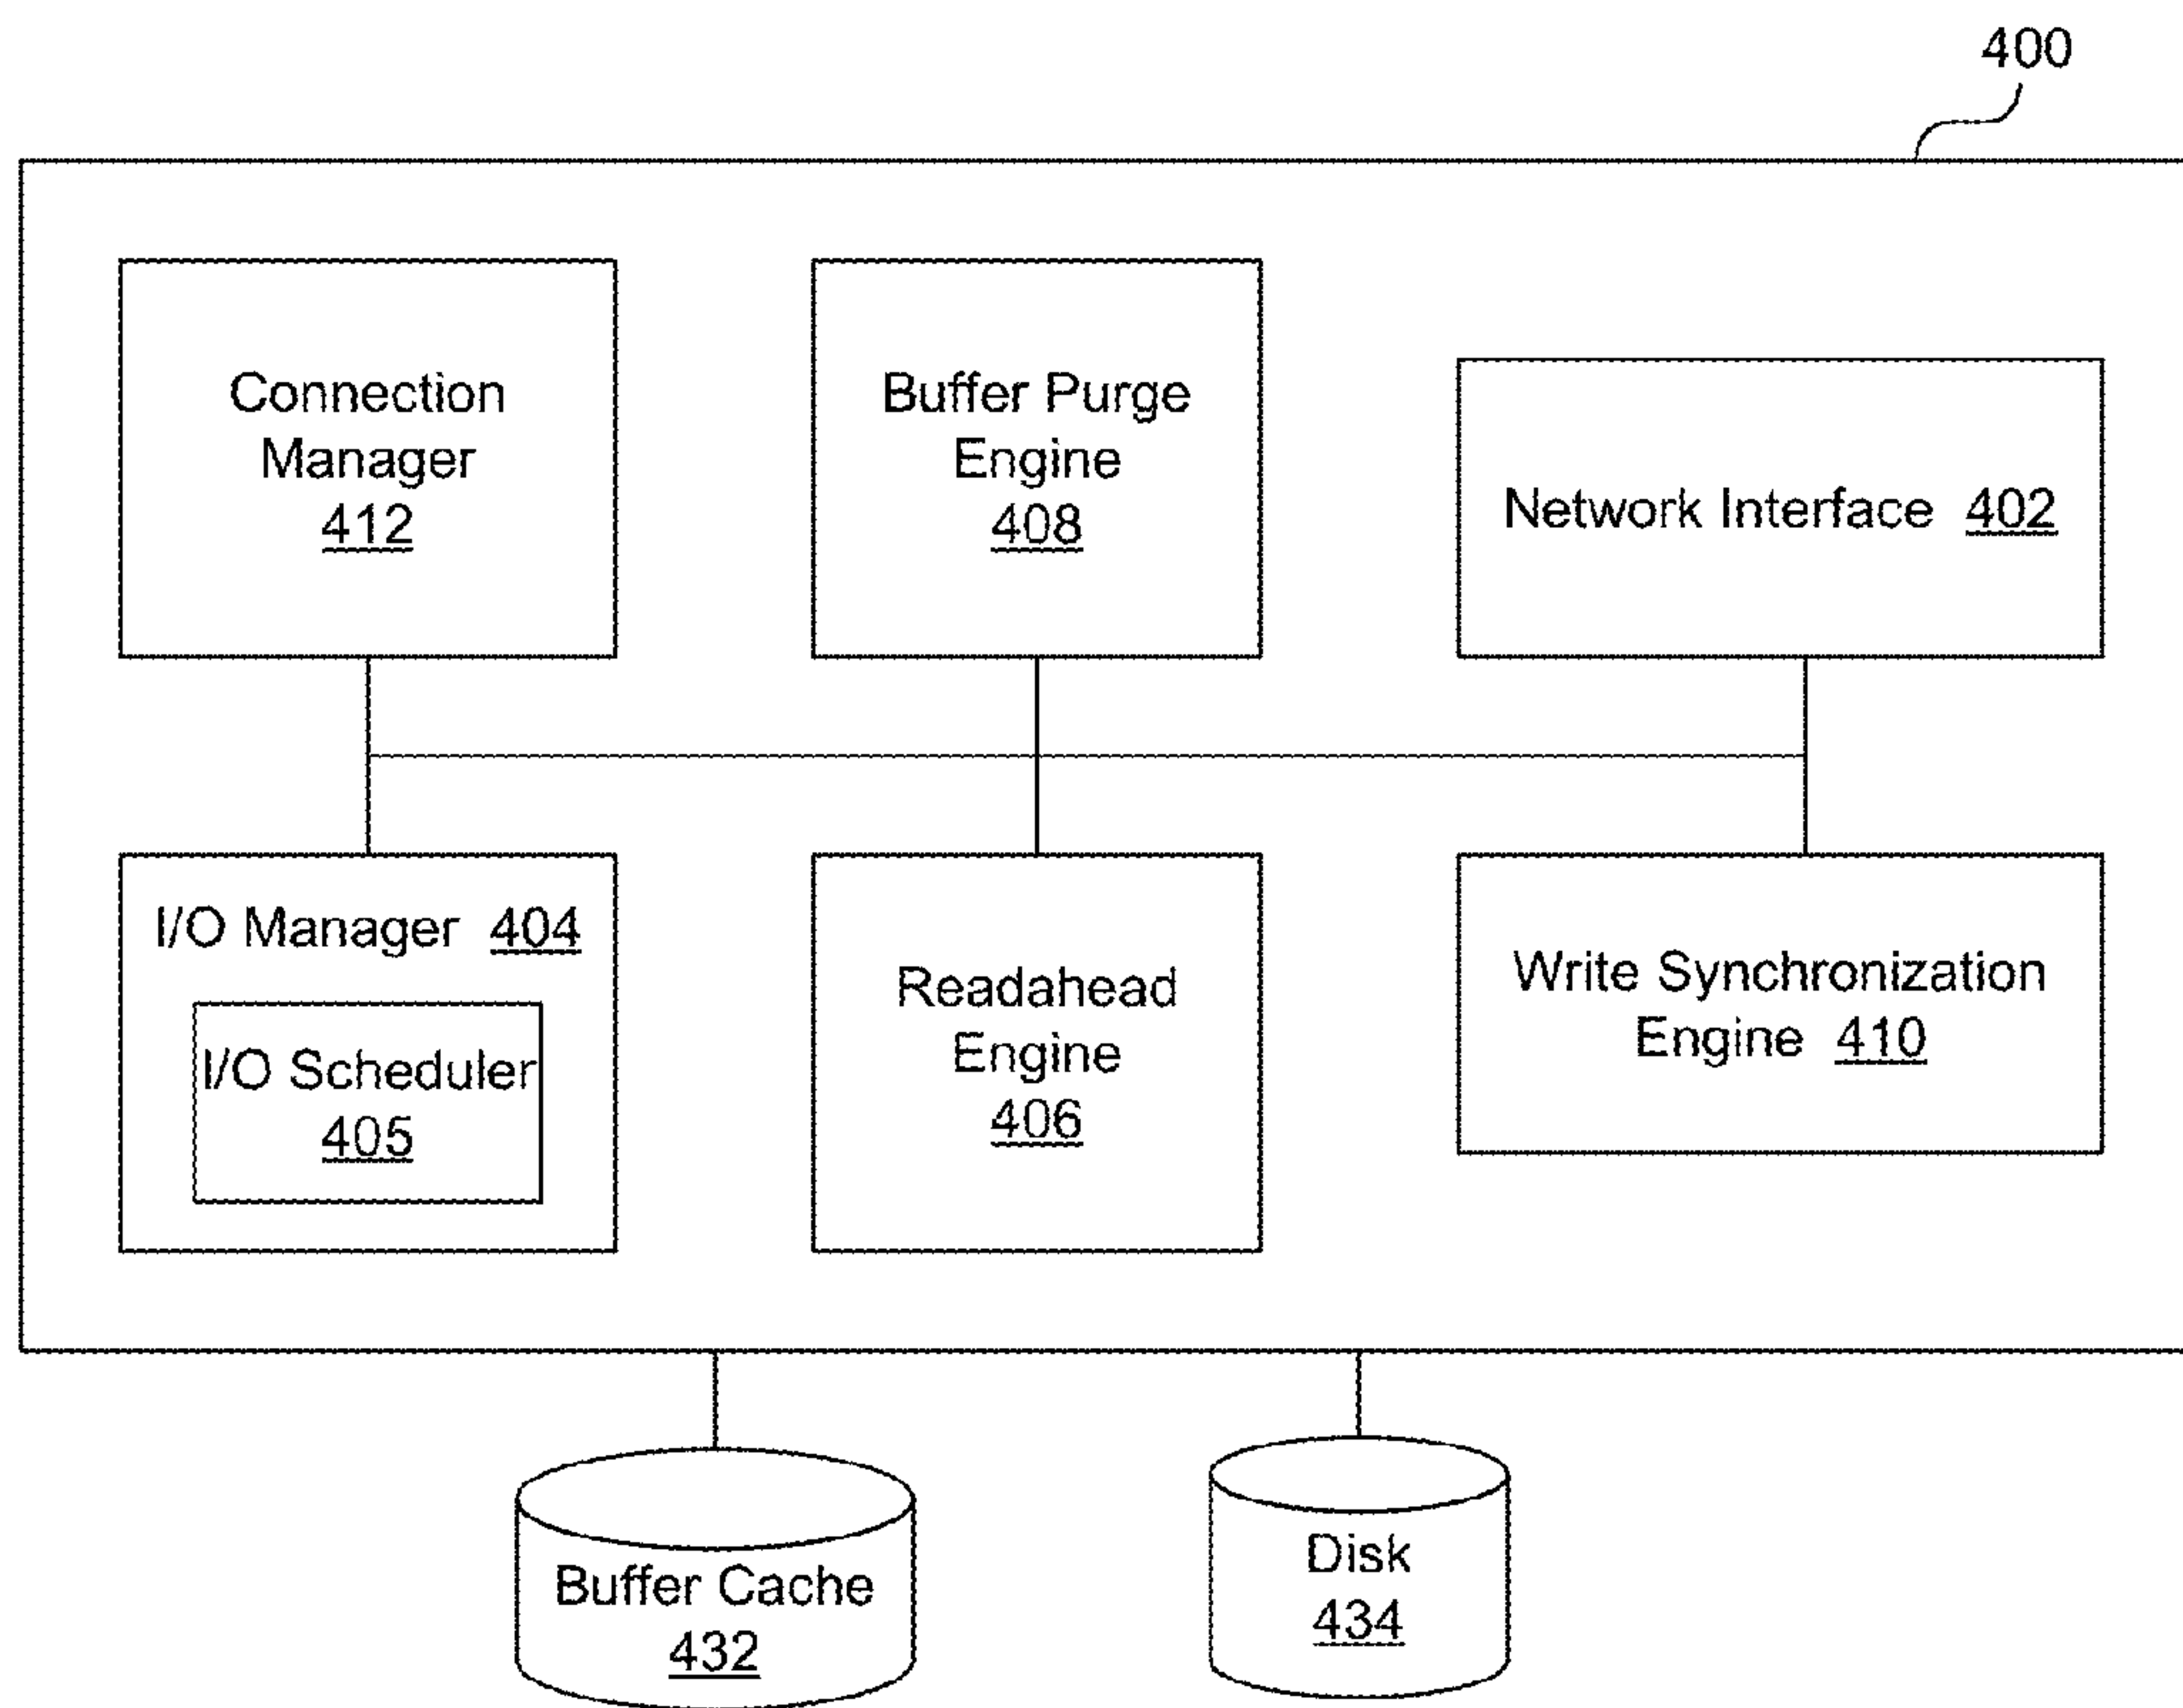 400
Connection
Manager
412
Buffer Purge
Engine
408
Network Interface 402
I/O Manager 404
I/O Scheduler
405
Readahead
Engine
406
Write Synchronization
Engine 410
Buffer Cache
432
Disk
434